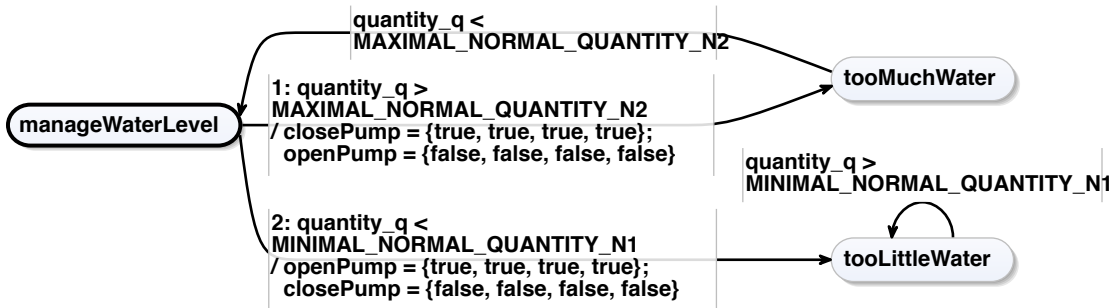 quantity_q <
MAXIMAL_NORMAL_QUANTITY_N2
tooMuchWater
1: quantity_q >
MAXIMAL_NORMAL_QUANTITY_N2
/ closePump = {true, true, true, true};
openPump = {false, false, false, false}
manageWaterLevel
quantity_q >
MINIMAL_NORMAL_QUANTITY_N1
2: quantity_q <
MINIMAL_NORMAL_QUANTITY_N1
/ openPump = {true, true, true, true};
closePump = {false, false, false, false}
tooLittleWater